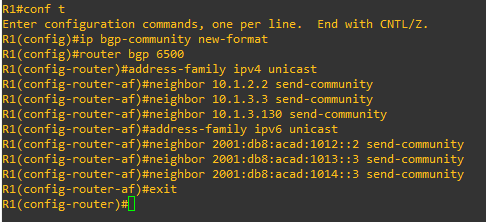 R1#conf t
Enter configuration commands, one per line.  End with CNTL/Z.
R1(config)#ip bgp-community new-format
R1(config)#router bgp 6500
R1(config-router)#address-family ipv4 unicast
R1(config-router-af)#neighbor 10.1.2.2 send-community
R1(config-router-af)#neighbor 10.1.3.3 send-community
R1(config-router-af)#neighbor 10.1.3.130 send-community
R1(config-router-af)#address-family ipv6 unicast
R1(config-router-af)#neighbor 2001:db8:acad:1012::2 send-community
R1(config-router-af)#neighbor 2001:db8:acad:1013::3 send-community
R1(config-router-af)#neighbor 2001:db8:acad:1014::3 send-community
R1(config-router-af)#exit
R1(config-router)#